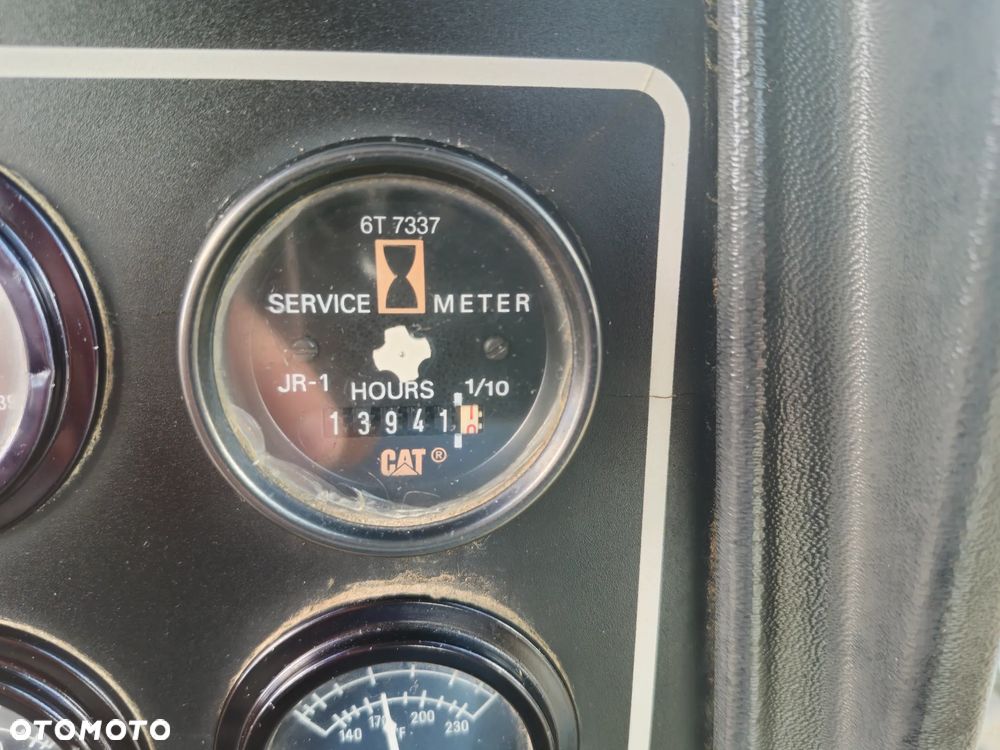 6T 7337
SERVICE METER
JR-1 HOURS 1/10
13941
CAT®
140 170 200 230
F
OTOMOTO